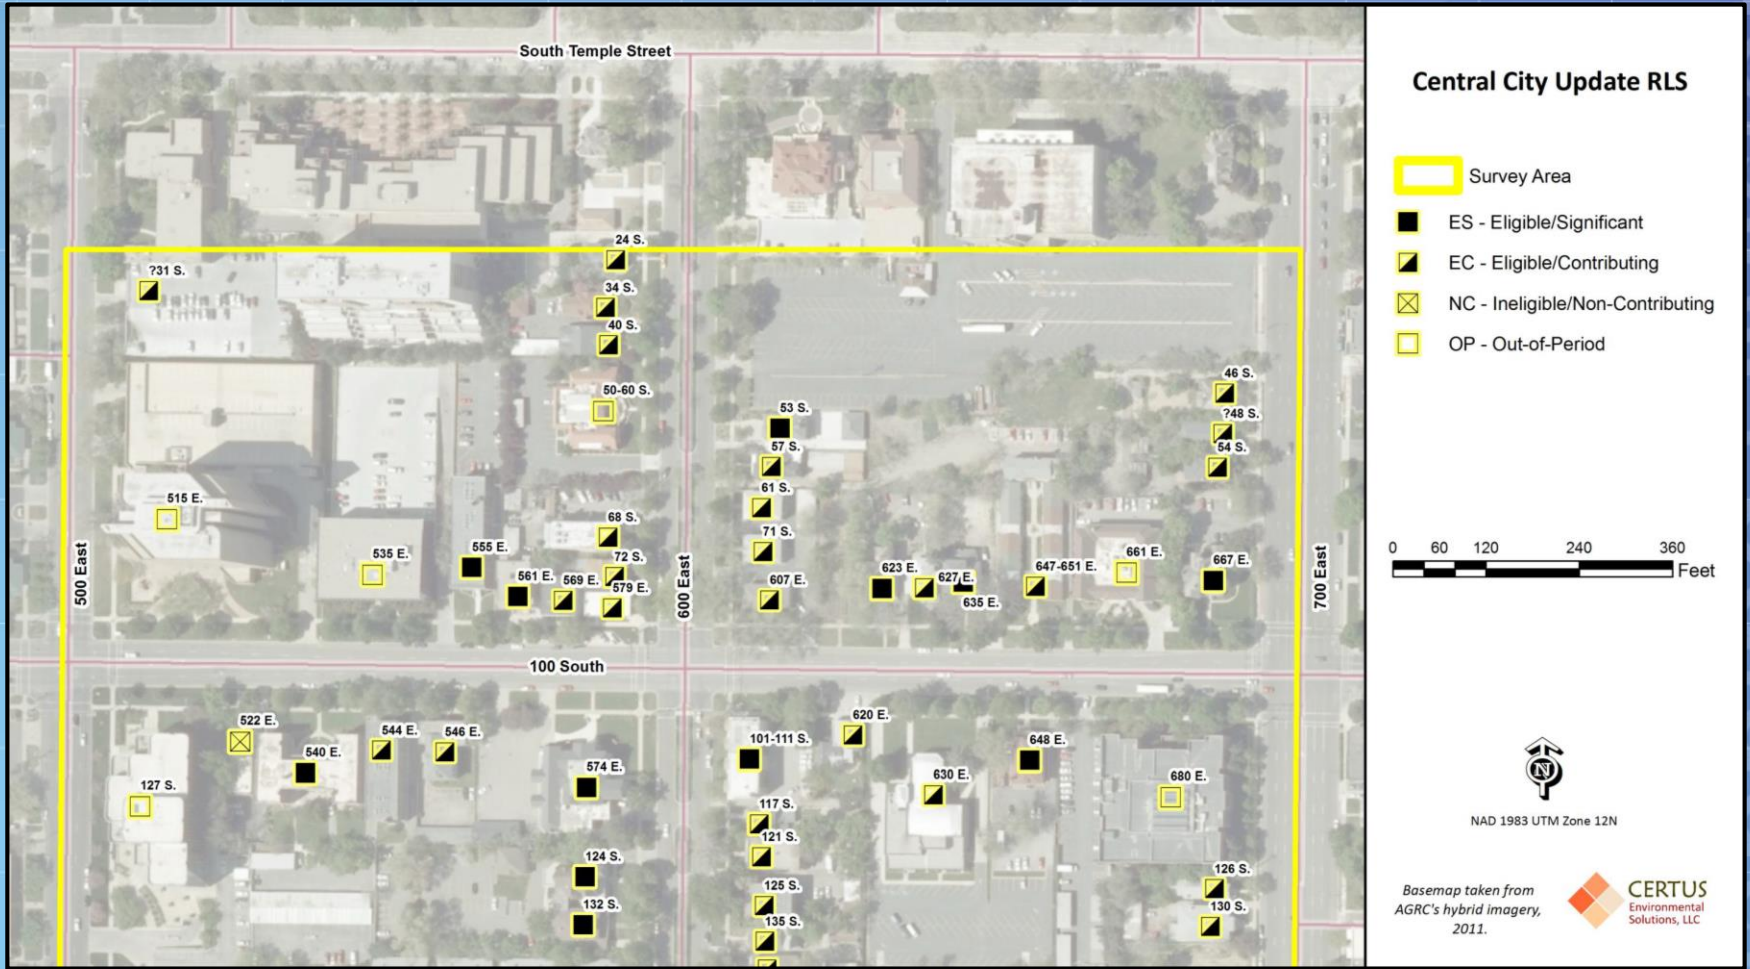 South Temple Street
24 S.
?31 S.
34 S.
40 S.
50-60 S.
46 S.
?48 S.
54 S.
53 S.
57 S.
61 S.
71 S.
515 E.
535 E.
555 E.
561 E.
569 E.
68 S.
72 S.
579 E.
607 E.
623 E.
627 E.
635 E.
647-651 E.
661 E.
667 E.
500 East
600 East
700 East
100 South
522 E.
540 E.
544 E.
546 E.
574 E.
127 S.
124 S.
132 S.
101-111 S.
620 E.
630 E.
648 E.
680 E.
117 S.
121 S.
125 S.
135 S.
126 S.
130 S.
Central City Update RLS
Survey Area
ES - Eligible/Significant
EC - Eligible/Contributing
NC - Ineligible/Non-Contributing
OP - Out-of-Period
0 60 120 240 360
Feet
N
NAD 1983 UTM Zone 12N
Basemap taken from
AGRC's hybrid imagery,
2011.
CERTUS
Environmental
Solutions, LLC